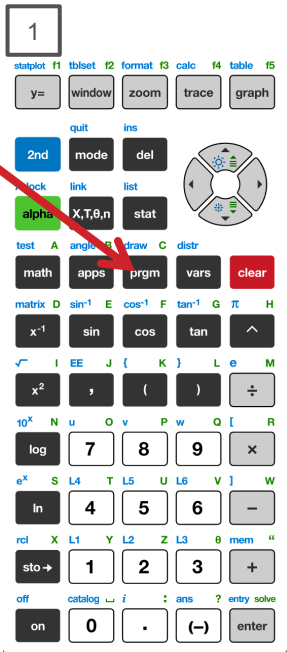 1
statplot f1 tblset f2 format f3 calc f4 table f5
y= window zoom trace graph
quit ins
2nd mode del
lock link list
alpha X,T,θ,n stat
test A angle B draw C distr
math apps prgm vars clear
matrix D sin⁻¹ E cos⁻¹ F tan⁻¹ G π H
x⁻¹ sin cos tan ^
√‾ I EE J { K } L e M
x² , ( ) ÷
10ˣ N u O v P w Q [ R
log 7 8 9 ×
eˣ S L4 T L5 U L6 V ] W
ln 4 5 6 −
rcl X L1 Y L2 Z L3 θ mem “
sto→ 1 2 3 +
off catalog ⎵ i : ans ? entry solve
on 0 . (−) enter